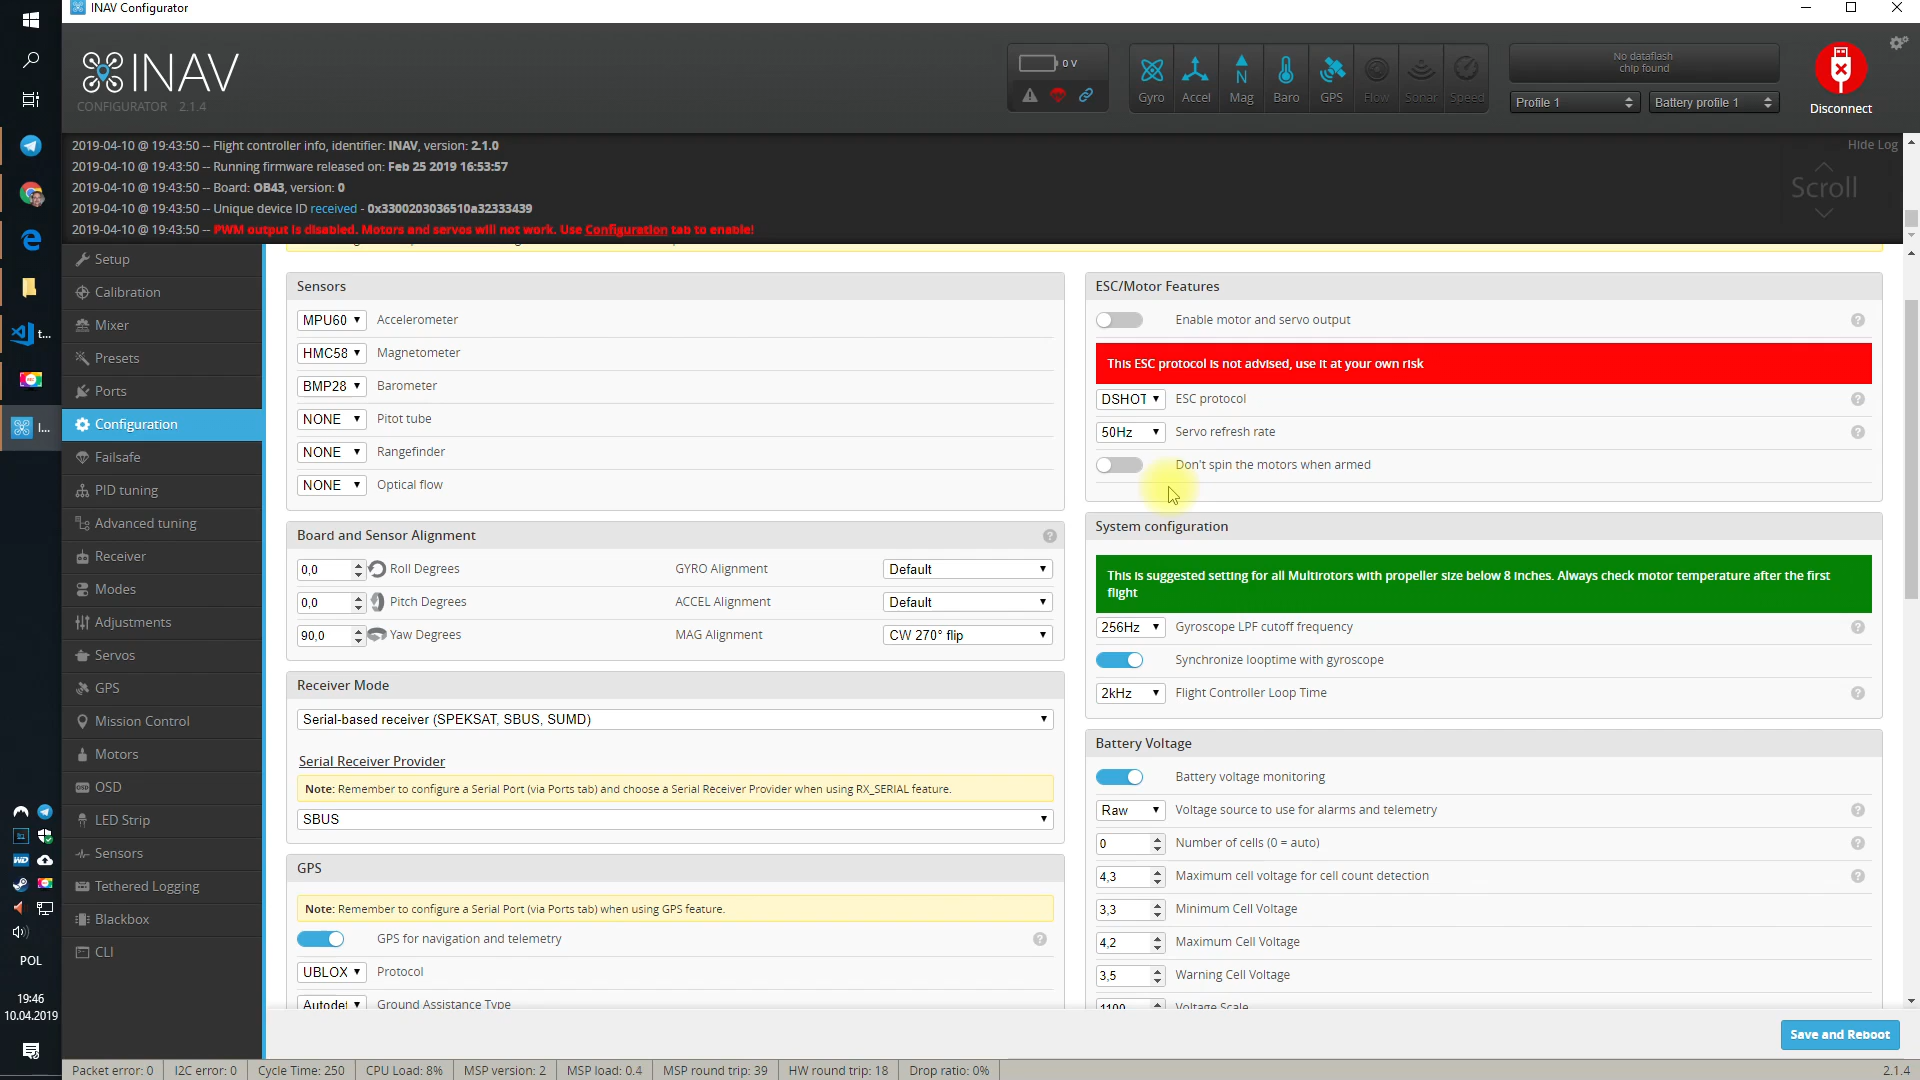 INAV Configurator
INAV
CONFIGURATOR 2.1.4
0 V
Gyro
Accel
Mag
Baro
GPS
Flow
Sonar
Speed
No dataflash
chip found
Profile 1
Battery profile 1
Disconnect
2019-04-10 @ 19:43:50 -- Flight controller info, identifier: INAV, version: 2.1.0
2019-04-10 @ 19:43:50 -- Running firmware released on: Feb 25 2019 16:53:57
2019-04-10 @ 19:43:50 -- Board: OB43, version: 0
2019-04-10 @ 19:43:50 -- Unique device ID received - 0x3300203036510a32333439
2019-04-10 @ 19:43:50 -- PWM output is disabled. Motors and servos will not work. Use Configuration tab to enable!
Hide Log
Scroll
Setup
Calibration
Mixer
Presets
Ports
Configuration
Failsafe
PID tuning
Advanced tuning
Receiver
Modes
Adjustments
Servos
GPS
Mission Control
Motors
OSD
LED Strip
Sensors
Tethered Logging
Blackbox
CLI
t...
I...
POL
19:46
10.04.2019
Sensors
MPU60 Accelerometer
HMC58 Magnetometer
BMP28 Barometer
NONE Pitot tube
NONE Rangefinder
NONE Optical flow
Board and Sensor Alignment
0,0 Roll Degrees GYRO Alignment Default
0,0 Pitch Degrees ACCEL Alignment Default
90,0 Yaw Degrees MAG Alignment CW 270° flip
Receiver Mode
Serial-based receiver (SPEKSAT, SBUS, SUMD)
Serial Receiver Provider
Note: Remember to configure a Serial Port (via Ports tab) and choose a Serial Receiver Provider when using RX_SERIAL feature.
SBUS
GPS
Note: Remember to configure a Serial Port (via Ports tab) when using GPS feature.
GPS for navigation and telemetry
UBLOX Protocol
Autodet Ground Assistance Type
ESC/Motor Features
Enable motor and servo output
This ESC protocol is not advised, use it at your own risk
DSHOT ESC protocol
50Hz Servo refresh rate
Don't spin the motors when armed
System configuration
This is suggested setting for all Multirotors with propeller size below 8 inches. Always check motor temperature after the first
flight
256Hz Gyroscope LPF cutoff frequency
Synchronize looptime with gyroscope
2kHz Flight Controller Loop Time
Battery Voltage
Battery voltage monitoring
Raw Voltage source to use for alarms and telemetry
0 Number of cells (0 = auto)
4,3 Maximum cell voltage for cell count detection
3,3 Minimum Cell Voltage
4,2 Maximum Cell Voltage
3,5 Warning Cell Voltage
1100 Voltage Scale
Save and Reboot
Packet error: 0
I2C error: 0
Cycle Time: 250
CPU Load: 8%
MSP version: 2
MSP load: 0.4
MSP round trip: 39
HW round trip: 18
Drop ratio: 0%
2.1.4